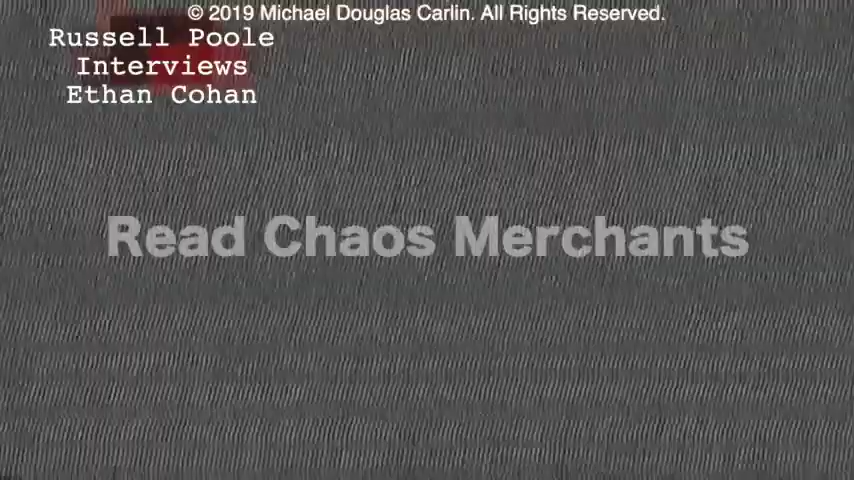 © 2019 Michael Douglas Carlin. All Rights Reserved.
Russell Poole
Interviews
Ethan Cohan
Read Chaos Merchants